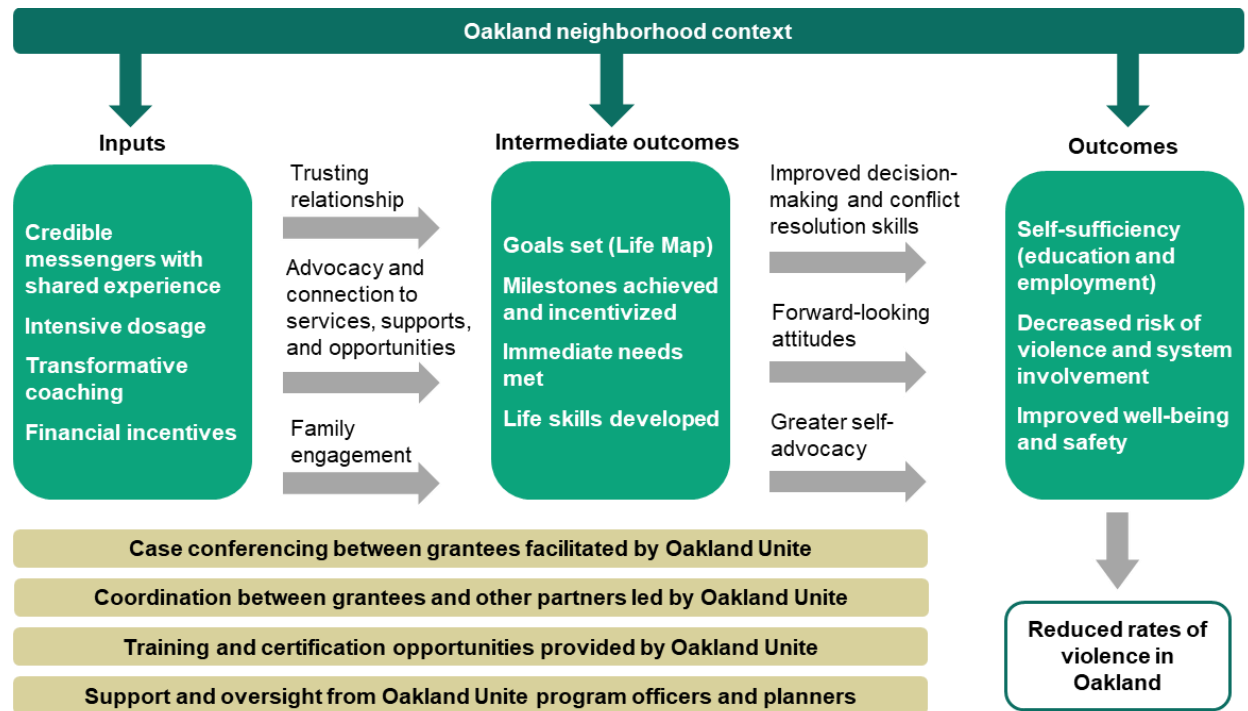 Oakland neighborhood context
Inputs
Credible
messengers with
shared experience
Intensive dosage
Transformative
coaching
Financial incentives
Trusting
relationship
Advocacy and
connection to
services, supports,
and opportunities
Family
engagement
Intermediate outcomes
Goals set (Life Map)
Milestones achieved
and incentivized
Immediate needs
met
Life skills developed
Improved decision-
making and conflict
resolution skills
Forward-looking
attitudes
Greater self-
advocacy
Outcomes
Self-sufficiency
(education and
employment)
Decreased risk of
violence and system
involvement
Improved well-being
and safety
Reduced rates of
violence in
Oakland
Case conferencing between grantees facilitated by Oakland Unite
Coordination between grantees and other partners led by Oakland Unite
Training and certification opportunities provided by Oakland Unite
Support and oversight from Oakland Unite program officers and planners